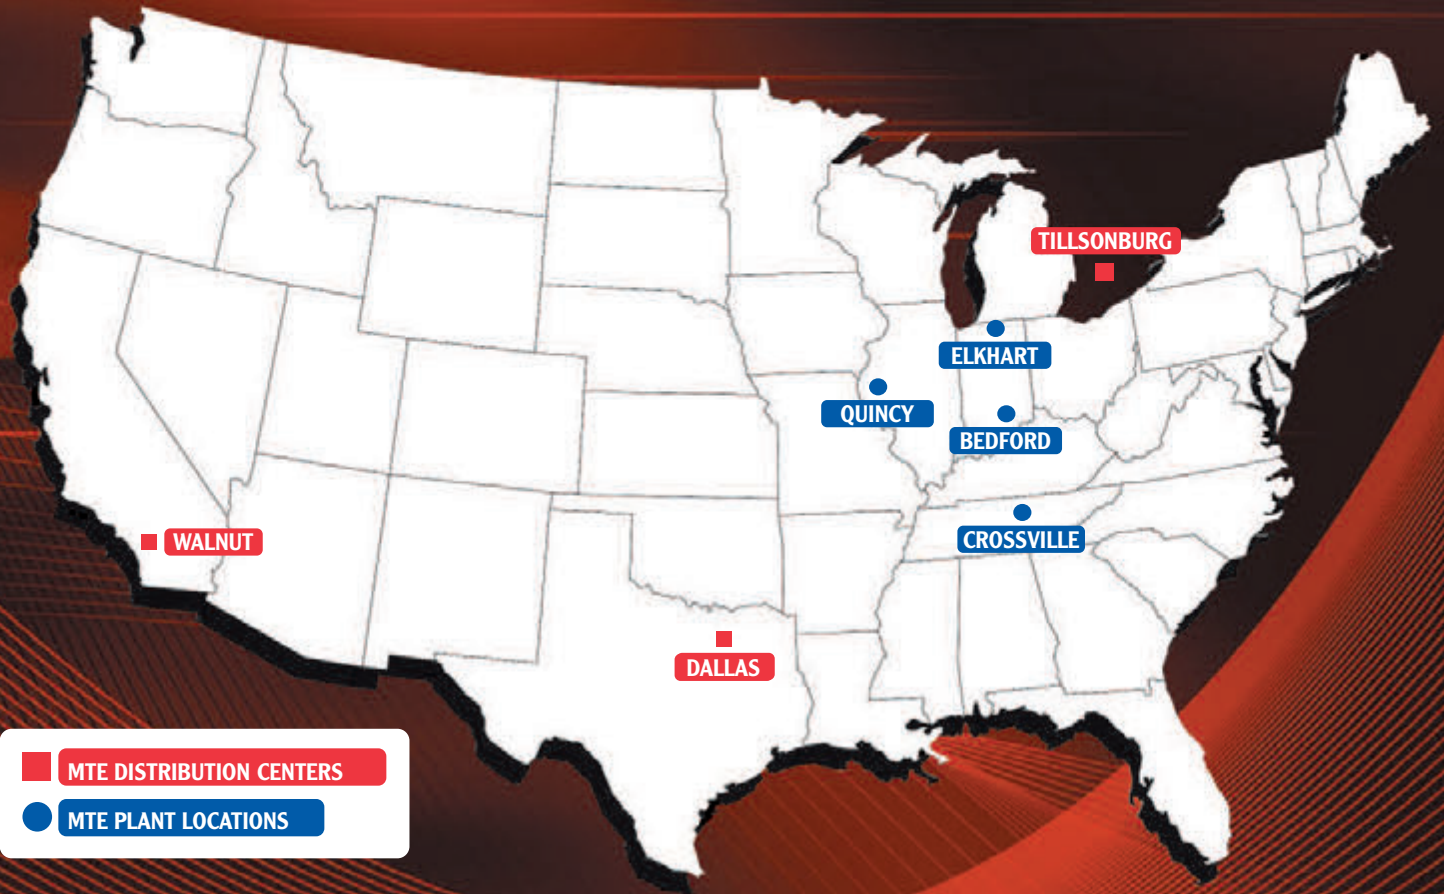 TILLSONBURG
ELKHART
QUINCY
BEDFORD
CROSSVILLE
WALNUT
DALLAS
MTE DISTRIBUTION CENTERS
MTE PLANT LOCATIONS